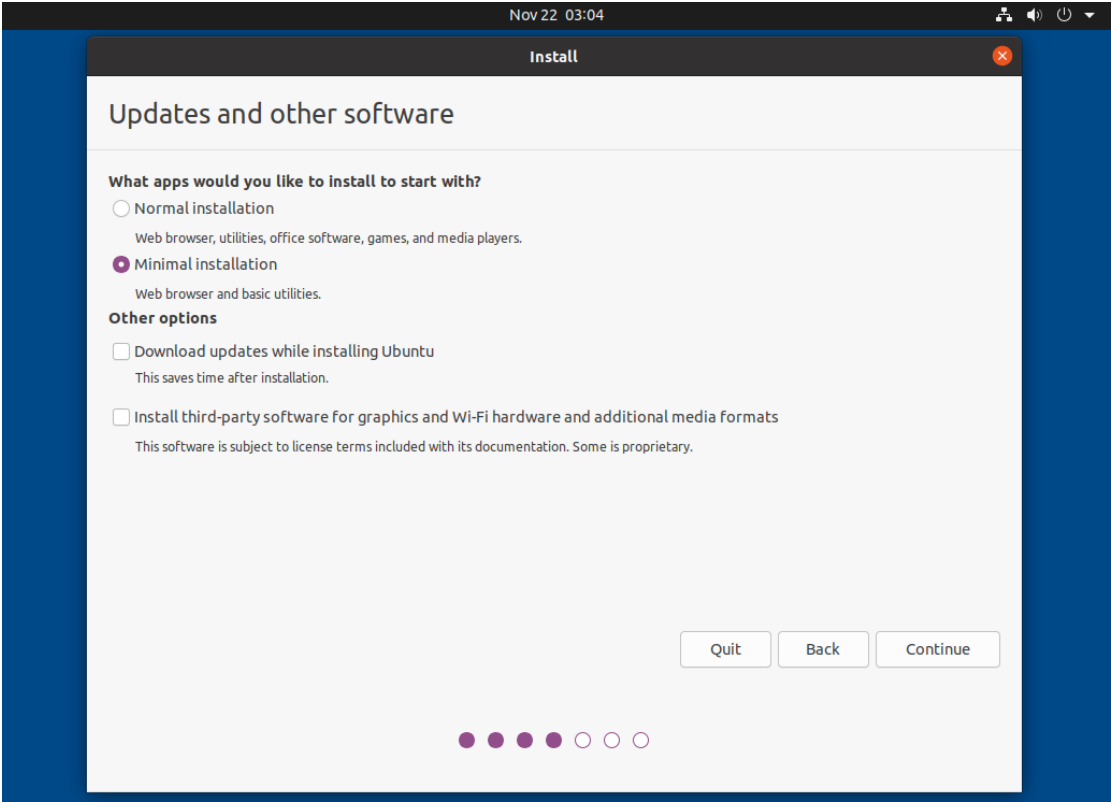 Nov 22 03:04
Install
Updates and other software
What apps would you like to install to start with?
Normal installation
Web browser, utilities, office software, games, and media players.
Minimal installation
Web browser and basic utilities.
Other options
Download updates while installing Ubuntu
This saves time after installation.
Install third-party software for graphics and Wi-Fi hardware and additional media formats
This software is subject to license terms included with its documentation. Some is proprietary.
Quit Back Continue